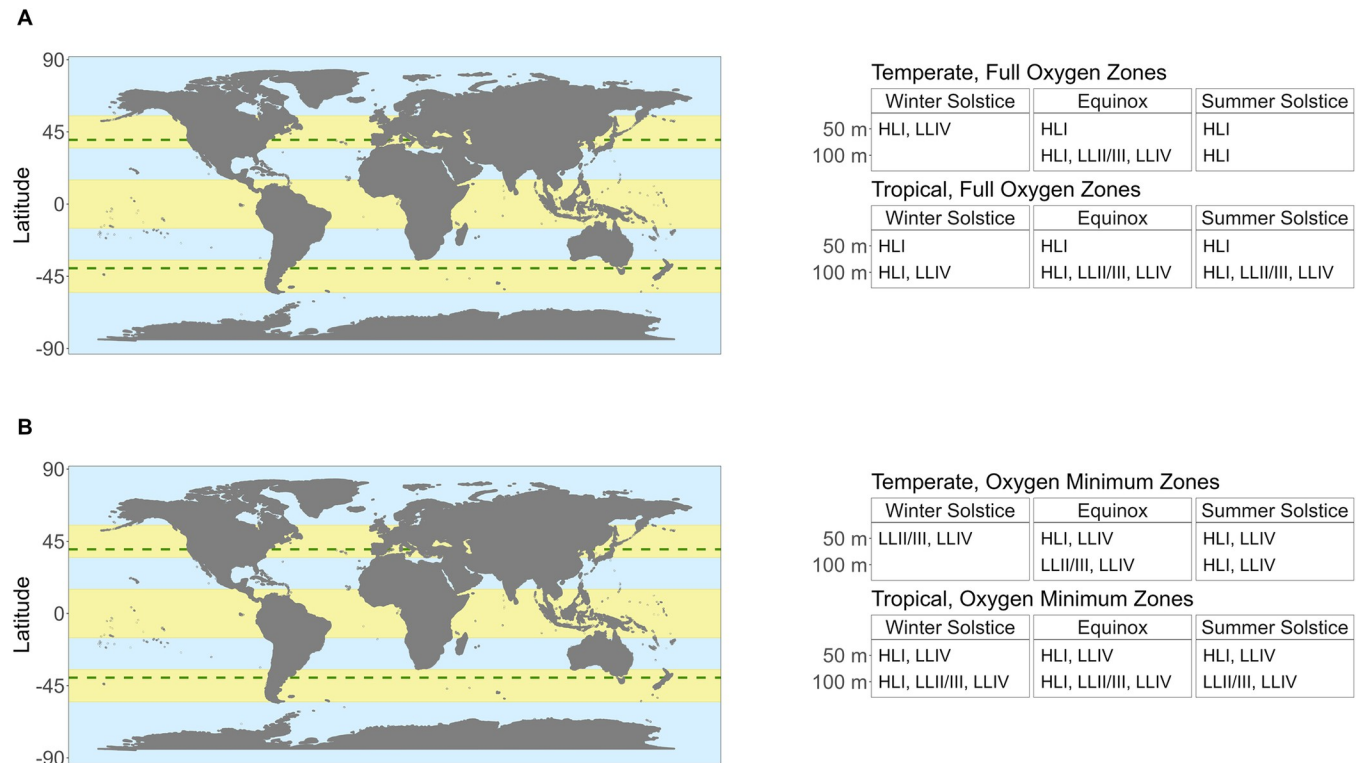 A
90
45
0
-45
-90
Latitude
Temperate, Full Oxygen Zones
Winter Solstice Equinox Summer Solstice
50 m HLI, LLIV HLI HLI
100 m HLI, LLII/III, LLIV HLI
Tropical, Full Oxygen Zones
Winter Solstice Equinox Summer Solstice
50 m HLI HLI HLI
100 m HLI, LLIV HLI, LLII/III, LLIV HLI, LLII/III, LLIV
B
90
45
0
-45
-90
Latitude
Temperate, Oxygen Minimum Zones
Winter Solstice Equinox Summer Solstice
50 m LLII/III, LLIV HLI, LLIV HLI, LLIV
100 m LLII/III, LLIV HLI, LLIV
Tropical, Oxygen Minimum Zones
Winter Solstice Equinox Summer Solstice
50 m HLI, LLIV HLI, LLIV HLI, LLIV
100 m HLI, LLII/III, LLIV HLI, LLII/III, LLIV LLII/III, LLIV